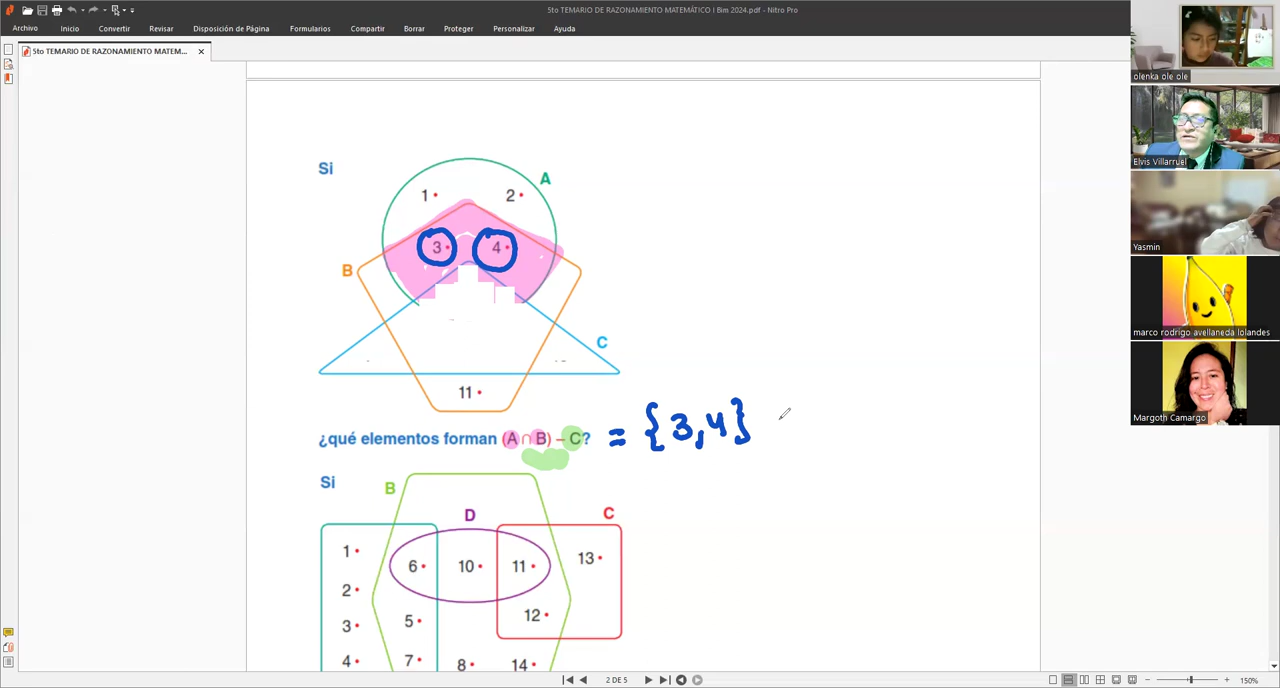 5to TEMARIO DE RAZONAMIENTO MATEMÁTICO I Bim 2024.pdf - Nitro Pro
Archivo Inicio Convertir Revisar Disposición de Página Formularios Compartir Borrar Proteger Personalizar Ayuda
5to TEMARIO DE RAZONAMIENTO MATEM...
olenka ole ole
Elvis Villarruel
Yasmin
marco rodrigo avellaneda lolandes
Margoth Camargo
Si
A
1 2
3 4
B
C
11
¿qué elementos forman (A ∩ B) – C? = {3,4}
Si
B
D
C
1 6 10 11 13
2
3 5 12
4 7 8 14
2 DE 5
150%